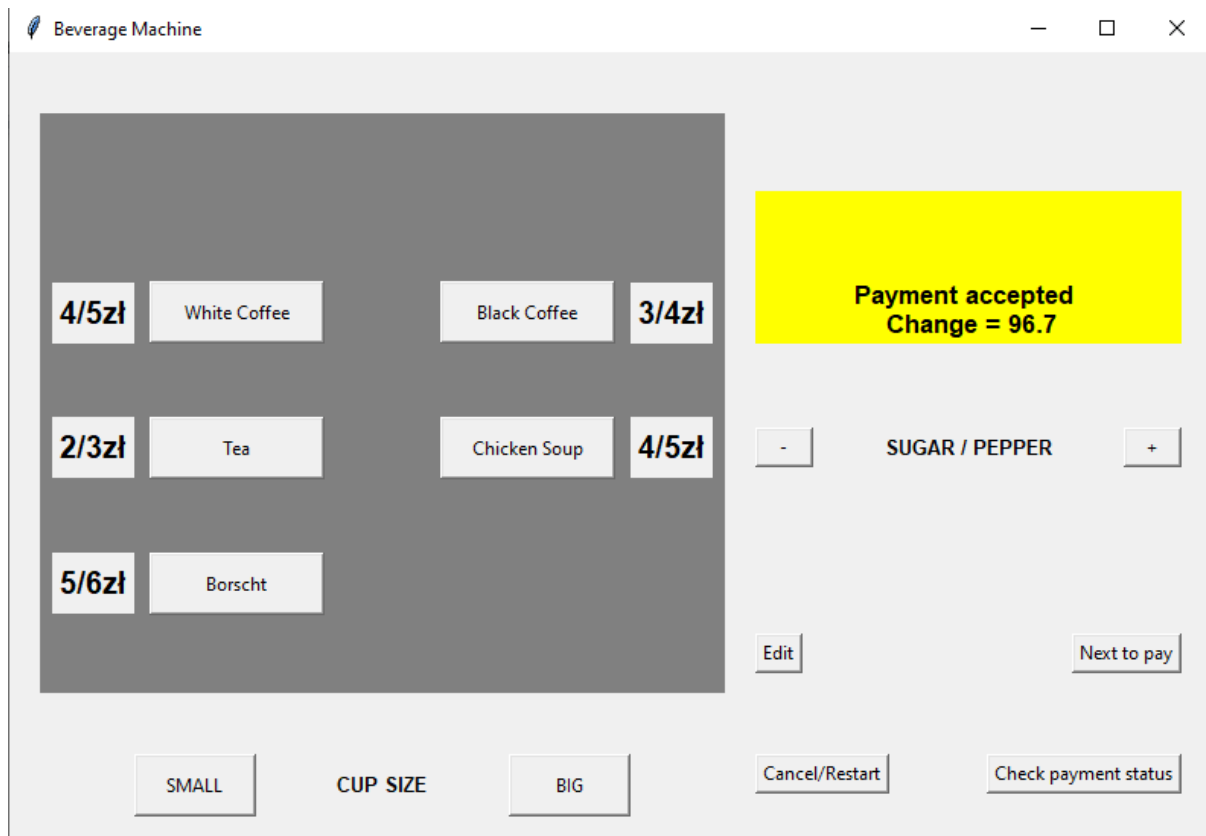 Beverage Machine
4/5zł White Coffee Black Coffee 3/4zł
Payment accepted
Change = 96.7
2/3zł Tea Chicken Soup 4/5zł
- SUGAR / PEPPER +
5/6zł Borscht
Edit Next to pay
SMALL CUP SIZE BIG
Cancel/Restart Check payment status